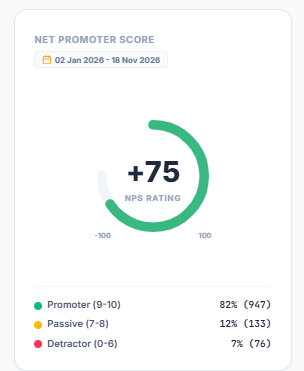 NET PROMOTER SCORE
02 Jan 2026 - 18 Nov 2026
+75
NPS RATING
-100 100
Promoter (9-10) 82% (947)
Passive (7-8) 12% (133)
Detractor (0-6) 7% (76)